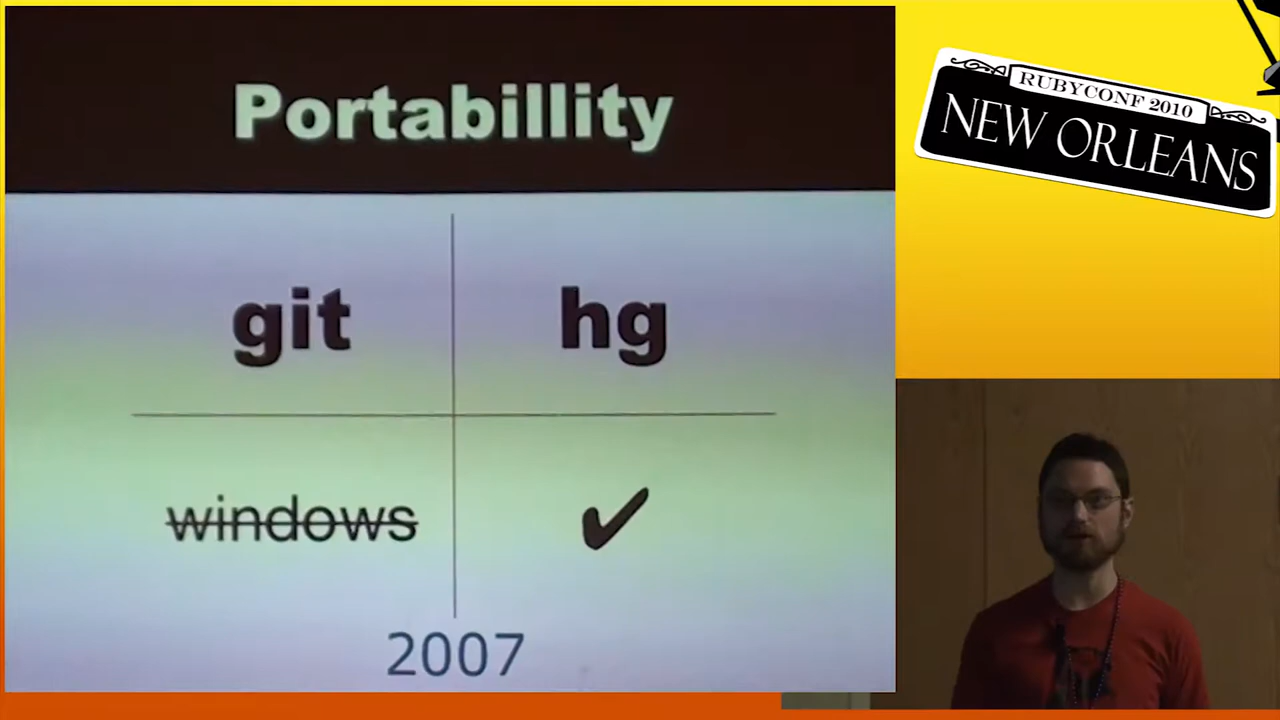 Portabillity
git hg
windows ✔
2007
RUBYCONF 2010
NEW ORLEANS